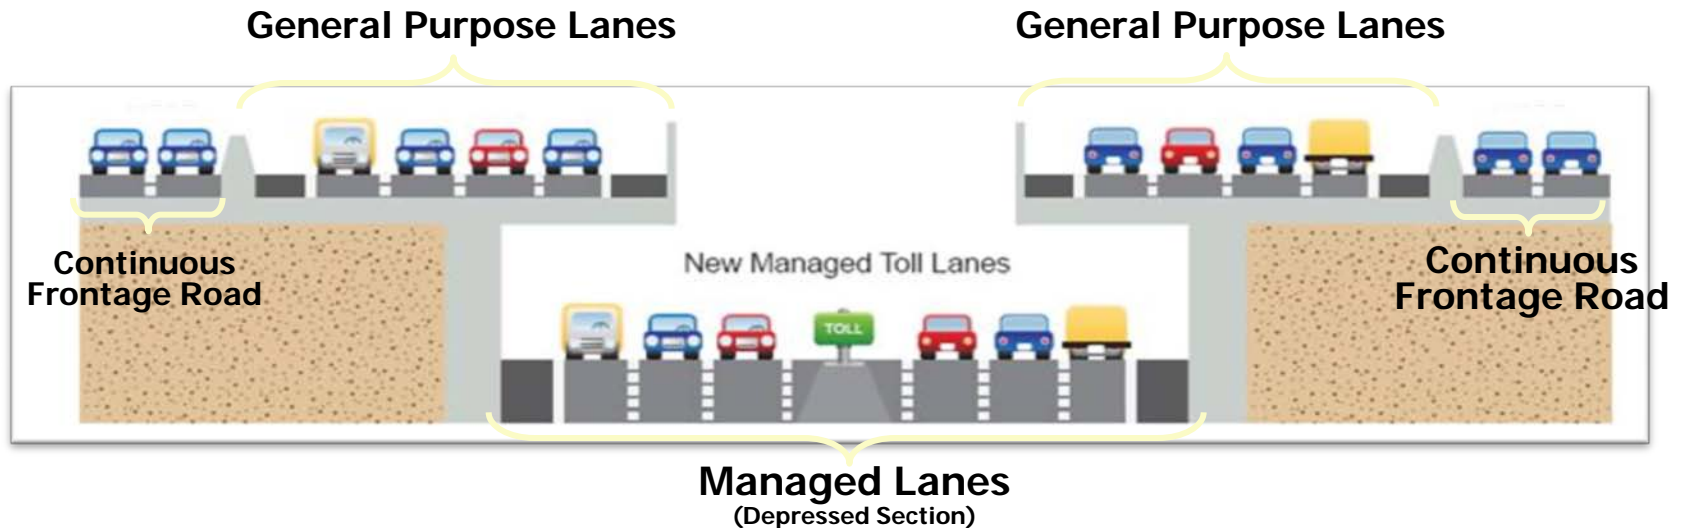 General Purpose Lanes
General Purpose Lanes
Continuous
Frontage Road
New Managed Toll Lanes
Continuous
Frontage Road
TOLL
Managed Lanes
(Depressed Section)